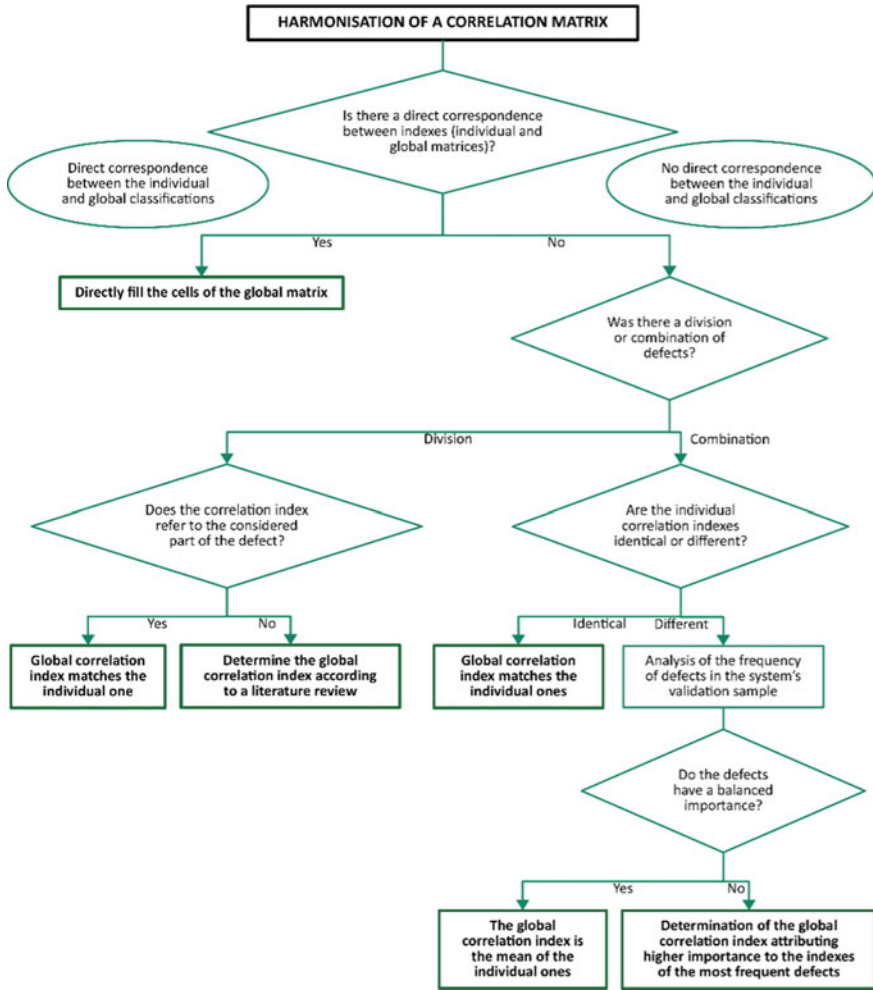 HARMONISATION OF A CORRELATION MATRIX
Is there a direct correspondence
between indexes (individual and
global matrices)?
Direct correspondence
between the individual
and global classifications
No direct correspondence
between the individual
and global classifications
Yes
No
Directly fill the cells of the global matrix
Was there a division
or combination of
defects?
Division
Combination
Does the correlation index
refer to the considered
part of the defect?
Are the individual
correlation indexes
identical or different?
Yes
No
Identical
Different
Global correlation
index matches the
individual one
Determine the global
correlation index according
to a literature review
Global correlation
index matches the
individual ones
Analysis of the frequency
of defects in the system's
validation sample
Do the defects
have a balanced
importance?
Yes
No
The global
correlation index is
the mean of the
individual ones
Determination of the global
correlation index attributing
higher importance to the indexes
of the most frequent defects